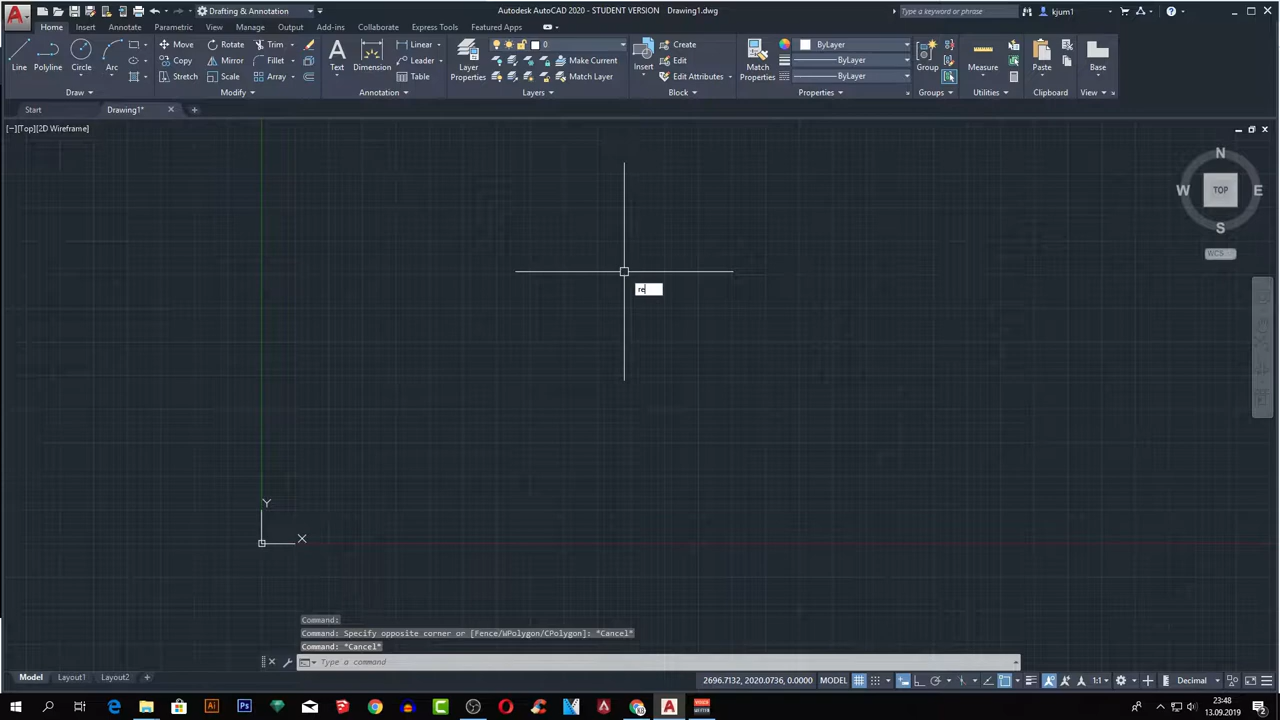 Drafting & Annotation
Autodesk AutoCAD 2020 - STUDENT VERSION Drawing1.dwg
Type a keyword or phrase
kjum1
Home Insert Annotate Parametric View Manage Output Add-ins Collaborate Express Tools Featured Apps
Line Polyline Circle Arc
Move Rotate Trim
Copy Mirror Fillet
Stretch Scale Array
Text Dimension
Linear
Leader
Table
Layer Properties
0
Make Current
Match Layer
Insert
Create
Edit
Edit Attributes
Match Properties
ByLayer
ByLayer
ByLayer
Group Measure Paste Base
Draw Modify Annotation Layers Block Properties Groups Utilities Clipboard View
Start Drawing1* +
[−][Top][2D Wireframe]
N
W TOP E
S
WCS
re
Y
X
Command:
Command: Specify opposite corner or [Fence/WPolygon/CPolygon]: *Cancel*
Command: *Cancel*
Type a command
Model Layout1 Layout2 +
2696.7132, 2020.0736, 0.0000 MODEL 1:1 Decimal
23:48
13.09.2019